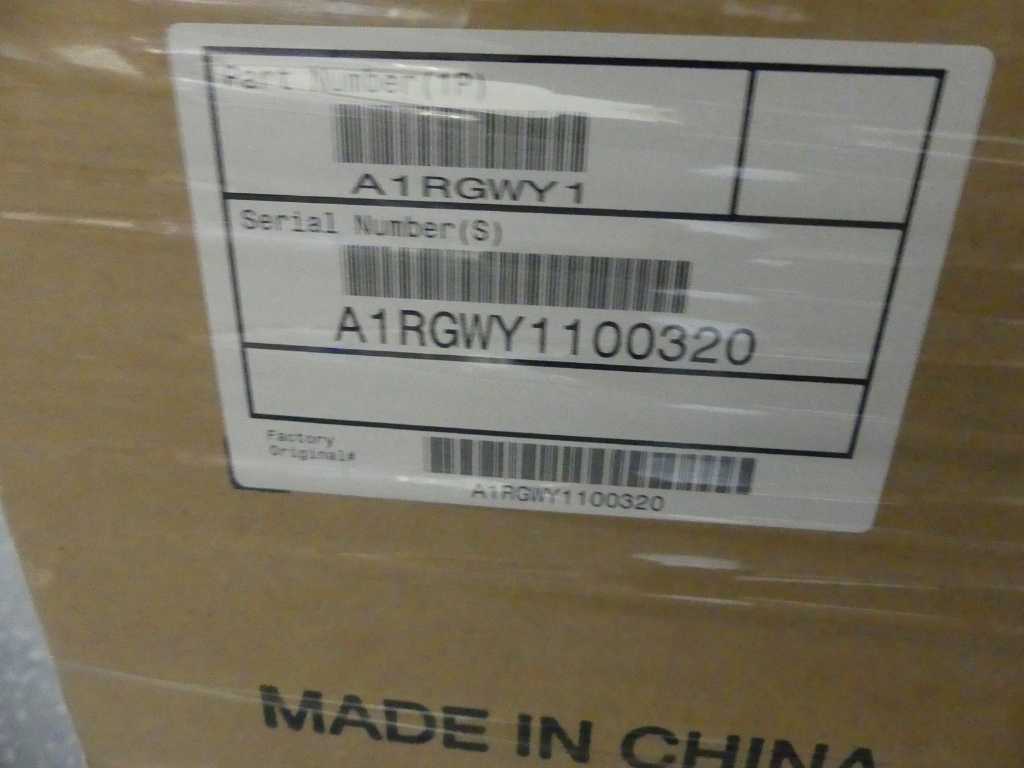 Part Number(1P)
A1RGWY1
Serial Number(S)
A1RGWY1100320
Factory
Original#
A1RGWY1100320
MADE IN CHINA